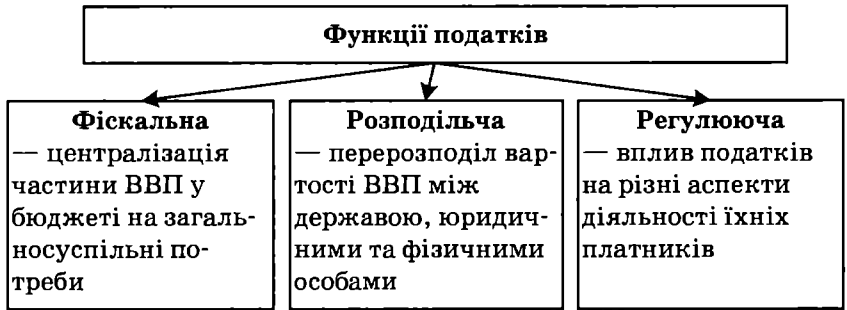 Функції податків
Фіскальна
— централізація
частини ВВП у
бюджеті на загаль-
носуспільні по-
треби
Розподільча
— перерозподіл вар-
тості ВВП між
державою, юридич-
ними та фізичними
особами
Регулююча
— вплив податків
на різні аспекти
діяльності їхніх
платників